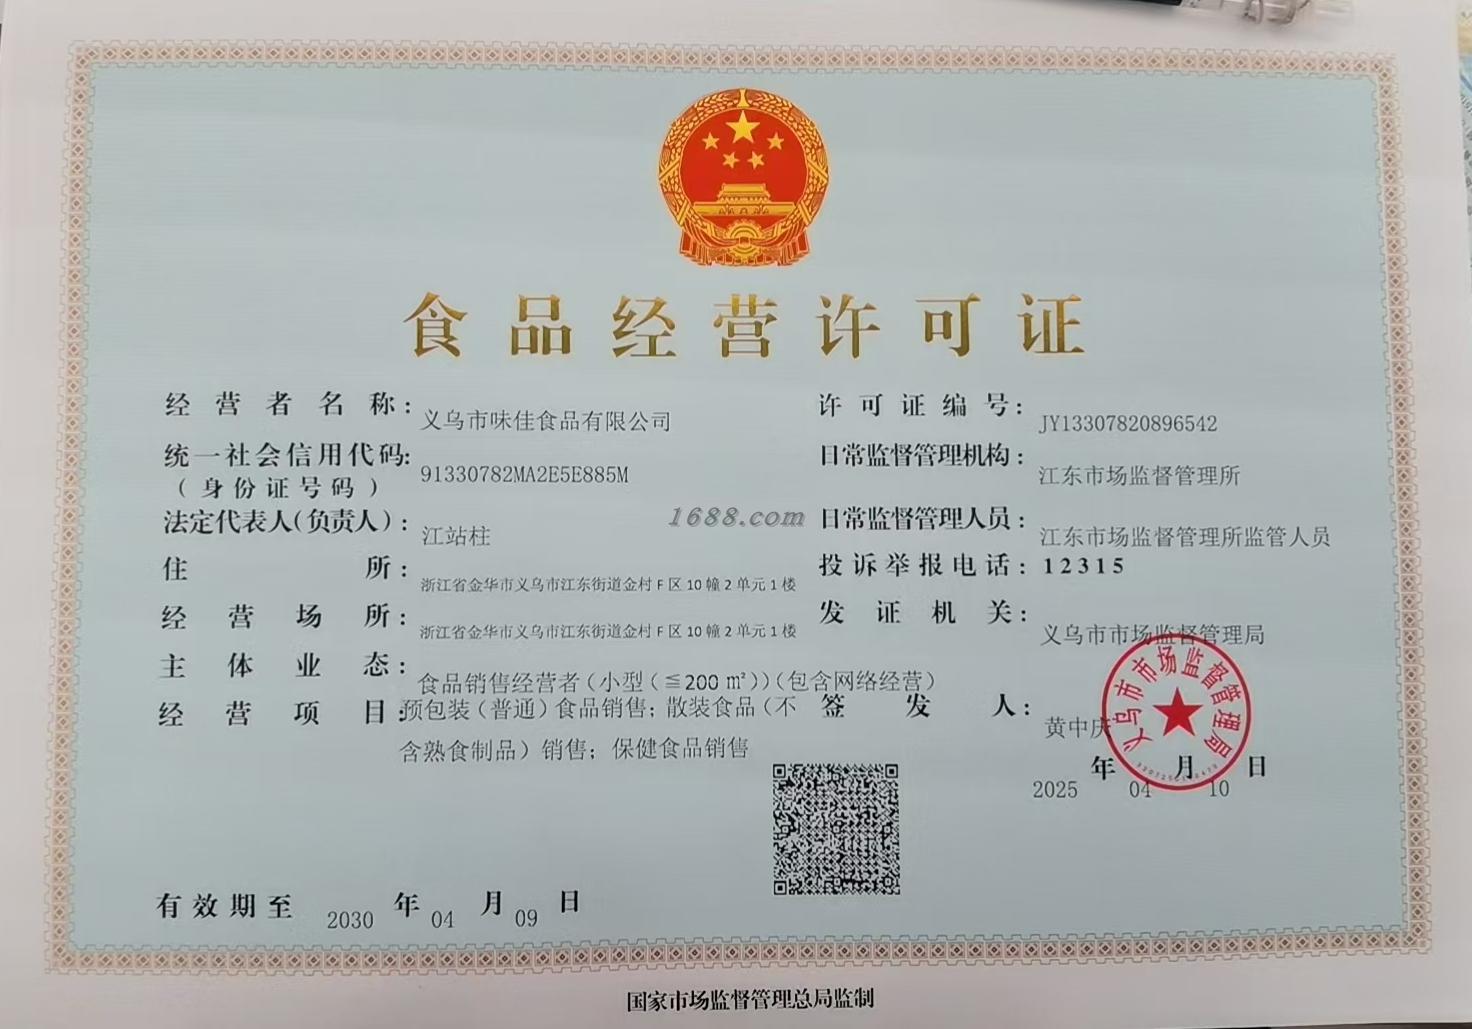 食品经营许可证
经营者名称： 义乌市味佳食品有限公司
许可证编号： JY13307820896542
统一社会信用代码: 91330782MA2E5E885M
（身份证号码）
日常监督管理机构： 江东市场监督管理所
法定代表人(负责人)： 江站柱
1688.com
日常监督管理人员： 江东市场监督管理所监管人员
住所： 浙江省金华市义乌市江东街道金村 F 区 10 幢 2 单元 1 楼
投诉举报电话：12315
经营场所： 浙江省金华市义乌市江东街道金村 F 区 10 幢 2 单元 1 楼
发证机关： 义乌市市场监督管理局
主体业态： 食品销售经营者（小型（≦200 ㎡））（包含网络经营）
经营项目： 预包装（普通）食品销售；散装食品（不
含熟食制品）销售；保健食品销售
签发人： 黄中庆
义乌市市场监督管理局
2025 年 04 月 10 日
有效期至 2030 年 04 月 09 日
国家市场监督管理总局监制